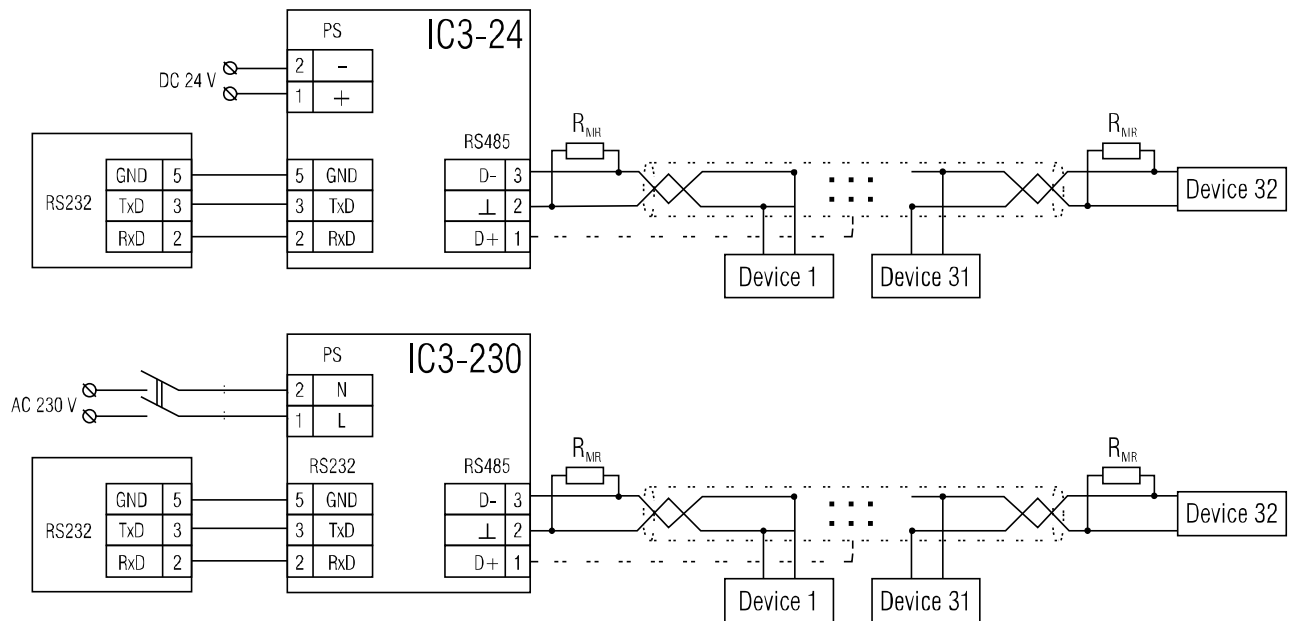 PS IC3-24
2 -
DC 24 V
1 +
RS485
R_MR R_MR
GND 5 5 GND D- 3
RS232 TxD 3 3 TxD ⊥ 2 Device 32
RxD 2 2 RxD D+ 1
Device 1 Device 31
PS IC3-230
2 N
AC 230 V
1 L
RS232 RS485
R_MR R_MR
GND 5 5 GND D- 3
RS232 TxD 3 3 TxD ⊥ 2 Device 32
RxD 2 2 RxD D+ 1
Device 1 Device 31